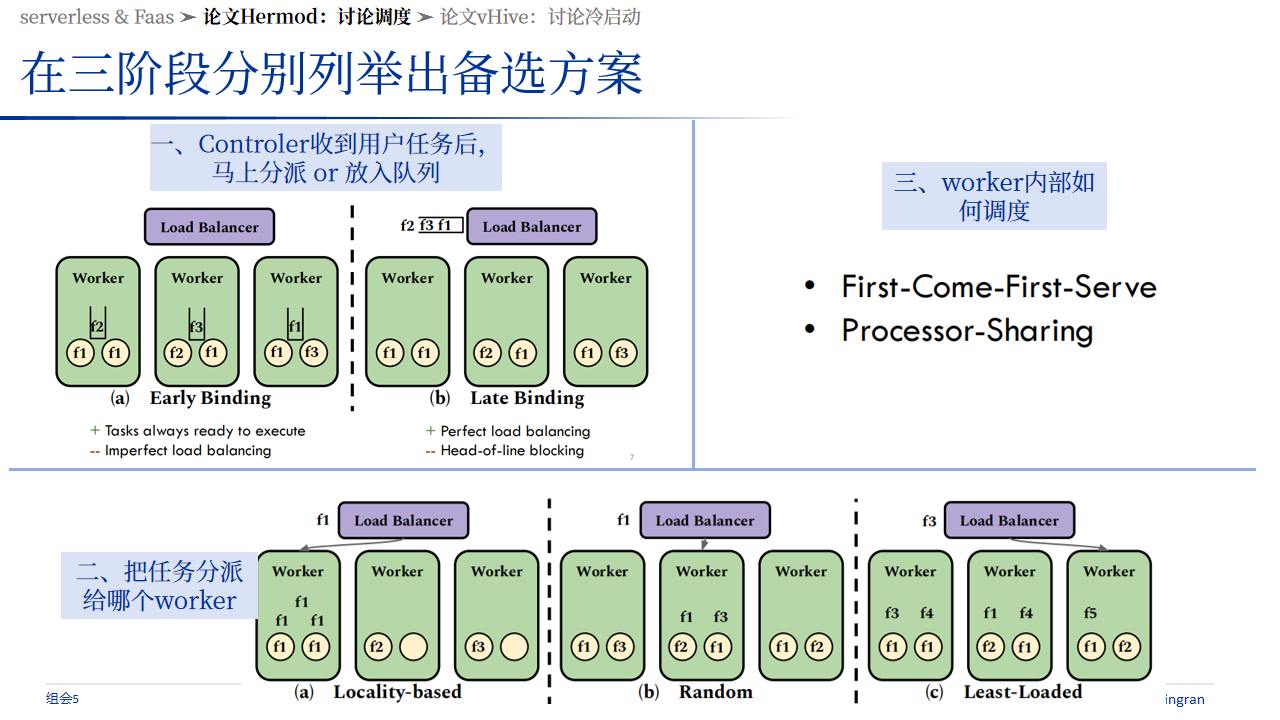 serverless & Faas ➢ 论文Hermod：讨论调度 ➢ 论文vHive：讨论冷启动
在三阶段分别列举出备选方案
一、Controler收到用户任务后,
马上分派 or 放入队列
Load Balancer
f2 f3 f1 Load Balancer
Worker Worker Worker Worker Worker Worker
f2 f3 f1
f1 f1 f2 f1 f1 f3 f1 f1 f2 f1 f1 f3
(a) Early Binding (b) Late Binding
+ Tasks always ready to execute
-- Imperfect load balancing
+ Perfect load balancing
-- Head-of-line blocking
7
三、worker内部如
何调度
• First-Come-First-Serve
• Processor-Sharing
二、把任务分派
给哪个worker
f1 Load Balancer f1 Load Balancer f3 Load Balancer
Worker Worker Worker Worker Worker Worker Worker Worker Worker
f1
f1 f1 f1 f3 f3 f4 f1 f4 f5
f1 f1 f2 f3 f1 f3 f2 f1 f1 f2 f1 f1 f2 f1 f1 f2
(a) Locality-based (b) Random (c) Least-Loaded
组会5
ingran